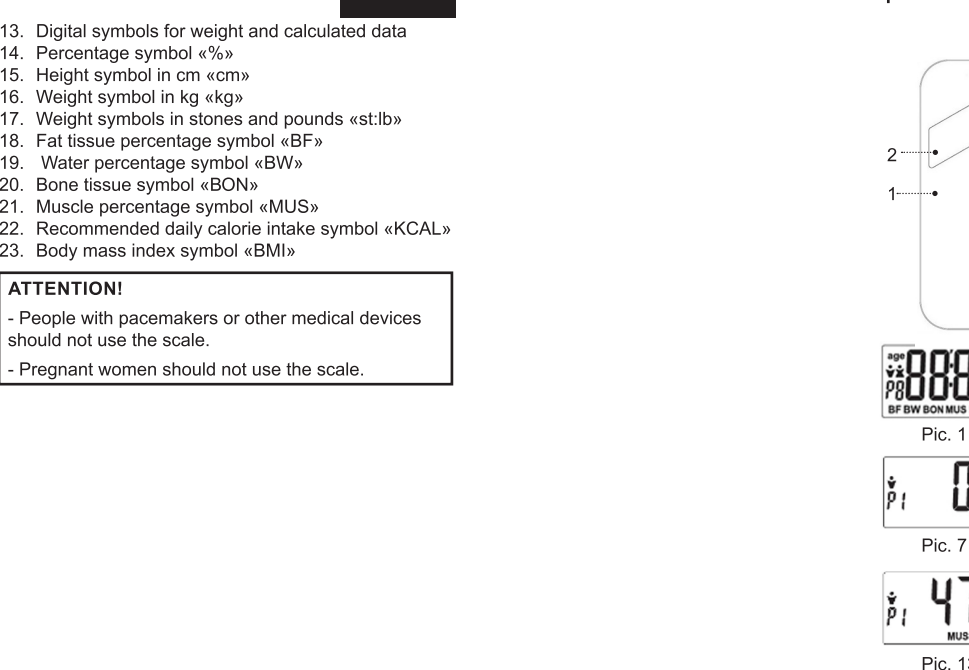 13. Digital symbols for weight and calculated data
14. Percentage symbol «%»
15. Height symbol in cm «cm»
16. Weight symbol in kg «kg»
17. Weight symbols in stones and pounds «st:lb»
18. Fat tissue percentage symbol «BF»
19. Water percentage symbol «BW»
20. Bone tissue symbol «BON»
21. Muscle percentage symbol «MUS»
22. Recommended daily calorie intake symbol «KCAL»
23. Body mass index symbol «BMI»
ATTENTION!
- People with pacemakers or other medical devices
should not use the scale.
- Pregnant women should not use the scale.
2
1
age
P8
BF BW BON MUS
Pic. 1
P1
0
Pic. 7
P1
47
MUS
Pic.